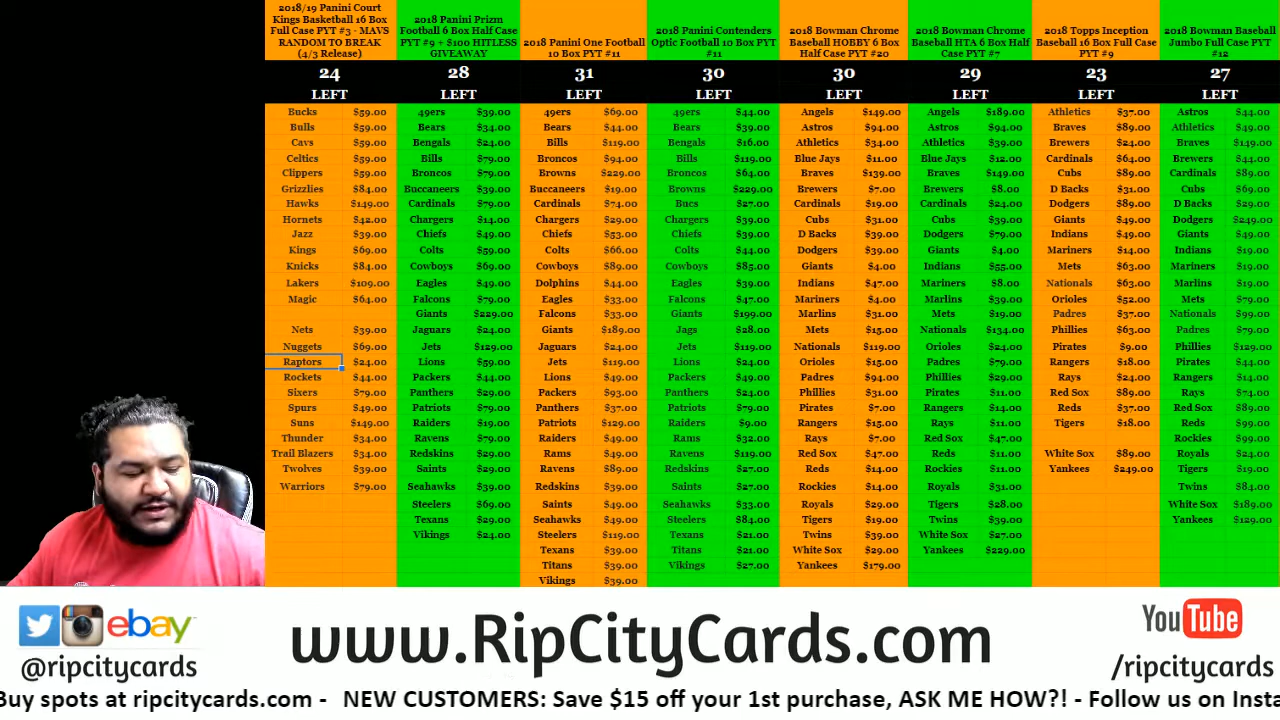 2018/19 Panini Court
Kings Basketball 16 Box
Full Case PYT #3 - MAVS
RANDOM TO BREAK
(4/3 Release)
24
LEFT
Bucks $59.00
Bulls $59.00
Cavs $59.00
Celtics $59.00
Clippers $59.00
Grizzlies $84.00
Hawks $149.00
Hornets $42.00
Jazz $39.00
Kings $69.00
Knicks $84.00
Lakers $109.00
Magic $64.00
Nets $39.00
Nuggets $69.00
Raptors $24.00
Rockets $44.00
Sixers $79.00
Spurs $49.00
Suns $149.00
Thunder $34.00
Trail Blazers $34.00
Twolves $39.00
Warriors $79.00
2018 Panini Prizm
Football 6 Box Half Case
PYT #9 + $100 HITLESS
GIVEAWAY
28
LEFT
49ers $39.00
Bears $34.00
Bengals $24.00
Bills $79.00
Broncos $79.00
Buccaneers $39.00
Cardinals $79.00
Chargers $14.00
Chiefs $49.00
Colts $59.00
Cowboys $69.00
Eagles $49.00
Falcons $79.00
Giants $229.00
Jaguars $24.00
Jets $129.00
Lions $59.00
Packers $44.00
Panthers $29.00
Patriots $79.00
Raiders $19.00
Ravens $79.00
Redskins $29.00
Saints $29.00
Seahawks $39.00
Steelers $69.00
Texans $29.00
Vikings $24.00
2018 Panini One Football
10 Box PYT #11
31
LEFT
49ers $69.00
Bears $44.00
Bills $119.00
Broncos $94.00
Browns $229.00
Buccaneers $19.00
Cardinals $74.00
Chargers $29.00
Chiefs $53.00
Colts $66.00
Cowboys $89.00
Dolphins $44.00
Eagles $33.00
Falcons $33.00
Giants $189.00
Jaguars $24.00
Jets $119.00
Lions $49.00
Packers $93.00
Panthers $37.00
Patriots $129.00
Raiders $49.00
Rams $49.00
Ravens $89.00
Redskins $39.00
Saints $49.00
Seahawks $49.00
Steelers $119.00
Texans $39.00
Titans $39.00
Vikings $39.00
2018 Panini Contenders
Optic Football 10 Box PYT
#11
30
LEFT
49ers $44.00
Bears $39.00
Bengals $16.00
Bills $119.00
Broncos $64.00
Browns $229.00
Bucs $27.00
Chargers $39.00
Chiefs $39.00
Colts $44.00
Cowboys $85.00
Eagles $39.00
Falcons $47.00
Giants $199.00
Jags $28.00
Jets $119.00
Lions $24.00
Packers $49.00
Panthers $24.00
Patriots $79.00
Raiders $9.00
Rams $32.00
Ravens $119.00
Redskins $27.00
Saints $27.00
Seahawks $33.00
Steelers $84.00
Texans $21.00
Titans $21.00
Vikings $27.00
2018 Bowman Chrome
Baseball HOBBY 6 Box
Half Case PYT #20
30
LEFT
Angels $149.00
Astros $94.00
Athletics $34.00
Blue Jays $11.00
Braves $139.00
Brewers $7.00
Cardinals $19.00
Cubs $31.00
D Backs $39.00
Dodgers $39.00
Giants $4.00
Indians $47.00
Mariners $4.00
Marlins $31.00
Mets $15.00
Nationals $119.00
Orioles $15.00
Padres $94.00
Phillies $31.00
Pirates $7.00
Rangers $15.00
Rays $7.00
Red Sox $47.00
Reds $14.00
Rockies $14.00
Royals $29.00
Tigers $19.00
Twins $39.00
White Sox $29.00
Yankees $179.00
2018 Bowman Chrome
Baseball HTA 6 Box Half
Case PYT #7
29
LEFT
Angels $189.00
Astros $94.00
Athletics $39.00
Blue Jays $12.00
Braves $149.00
Brewers $8.00
Cardinals $24.00
Cubs $39.00
Dodgers $79.00
Giants $4.00
Indians $55.00
Mariners $8.00
Marlins $39.00
Mets $19.00
Nationals $134.00
Orioles $24.00
Padres $79.00
Phillies $29.00
Pirates $11.00
Rangers $14.00
Rays $11.00
Red Sox $47.00
Reds $11.00
Rockies $11.00
Royals $31.00
Tigers $28.00
Twins $39.00
White Sox $27.00
Yankees $229.00
2018 Topps Inception
Baseball 16 Box Full Case
PYT #9
23
LEFT
Athletics $37.00
Braves $89.00
Brewers $24.00
Cardinals $64.00
Cubs $89.00
D Backs $31.00
Dodgers $89.00
Giants $49.00
Indians $49.00
Mariners $14.00
Mets $63.00
Nationals $63.00
Orioles $52.00
Padres $37.00
Phillies $63.00
Pirates $9.00
Rangers $18.00
Rays $24.00
Red Sox $89.00
Reds $37.00
Tigers $18.00
White Sox $89.00
Yankees $249.00
2018 Bowman Baseball
Jumbo Full Case PYT
#12
27
LEFT
Astros $44.00
Athletics $49.00
Braves $149.00
Brewers $44.00
Cardinals $89.00
Cubs $69.00
D Backs $29.00
Dodgers $249.00
Giants $49.00
Indians $19.00
Mariners $19.00
Marlins $19.00
Mets $79.00
Nationals $99.00
Padres $79.00
Phillies $129.00
Pirates $44.00
Rangers $14.00
Rays $74.00
Red Sox $89.00
Reds $99.00
Rockies $99.00
Royals $24.00
Tigers $19.00
Twins $84.00
White Sox $189.00
Yankees $129.00
ebay
@ripcitycards
www.RipCityCards.com
YouTube
/ripcitycards
Buy spots at ripcitycards.com - NEW CUSTOMERS: Save $15 off your 1st purchase, ASK ME HOW?! - Follow us on Insta